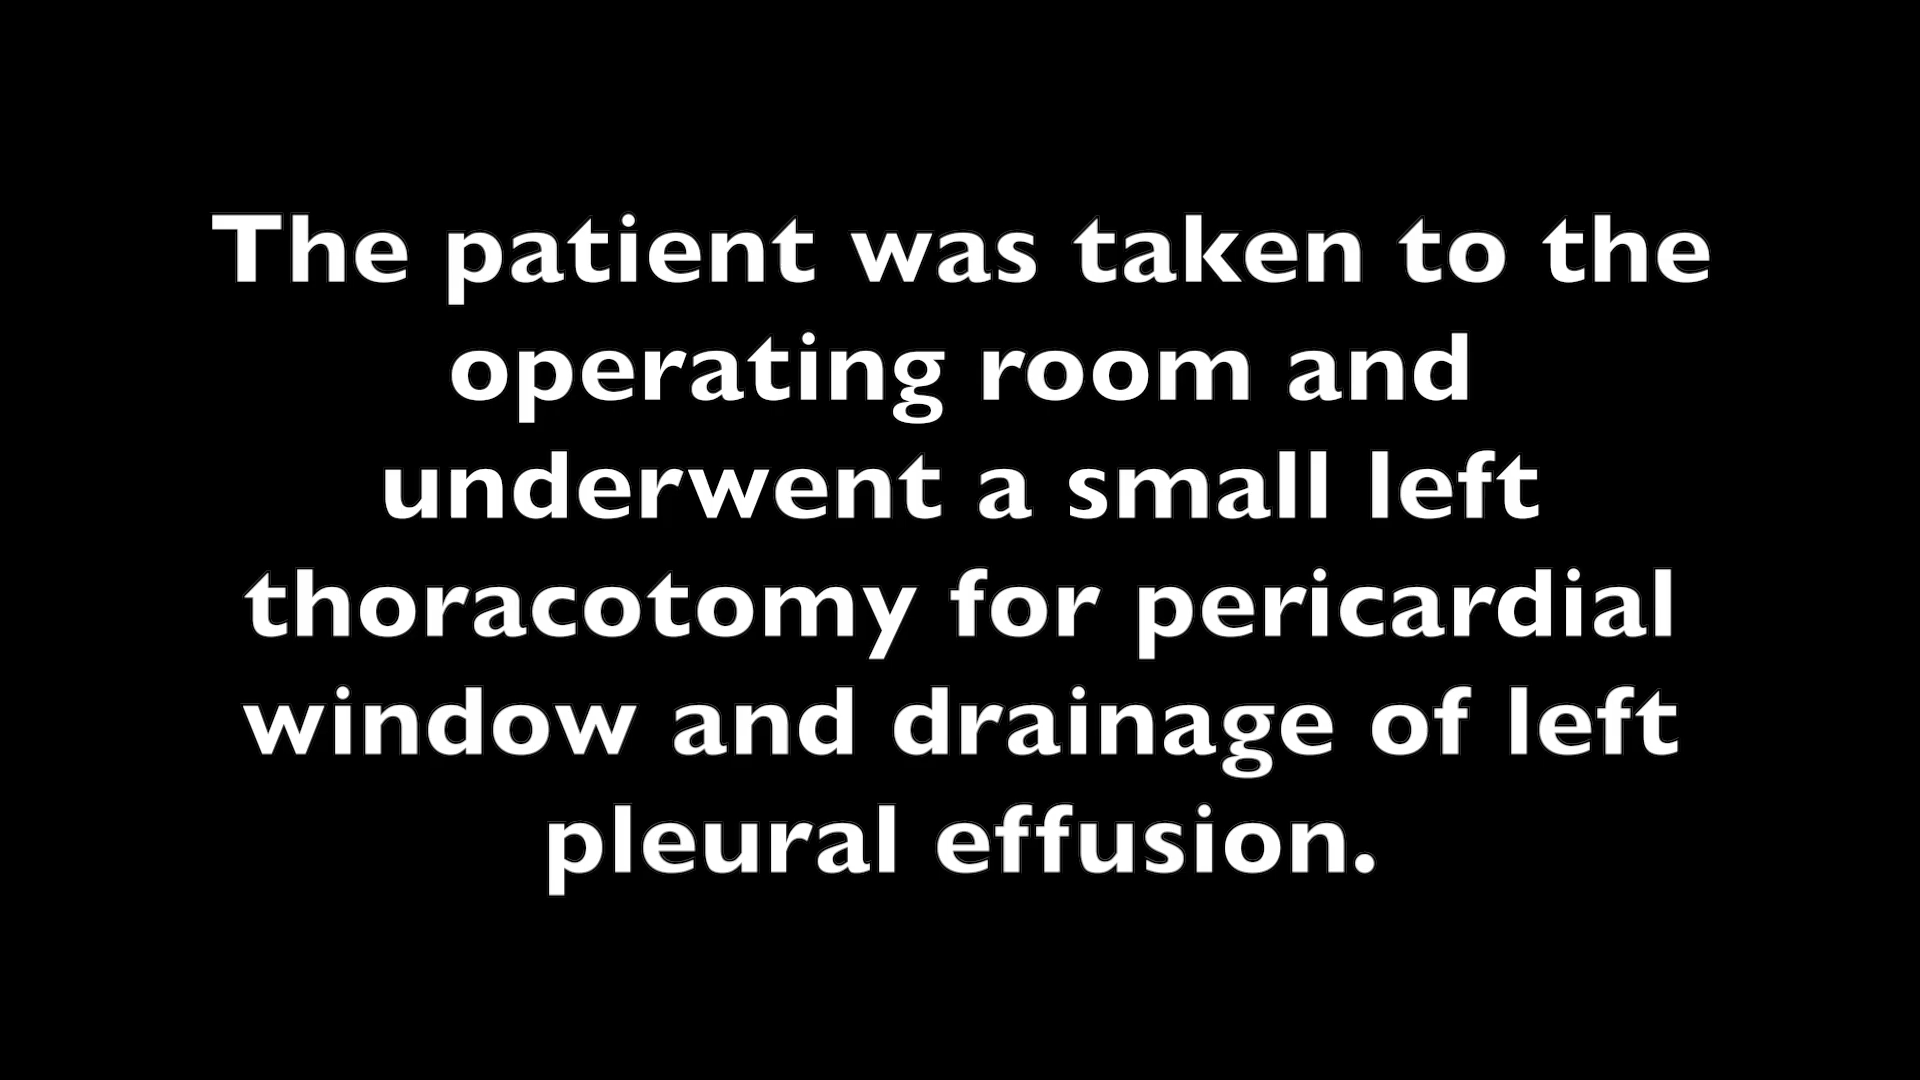 The patient was taken to the
operating room and
underwent a small left
thoracotomy for pericardial
window and drainage of left
pleural effusion.